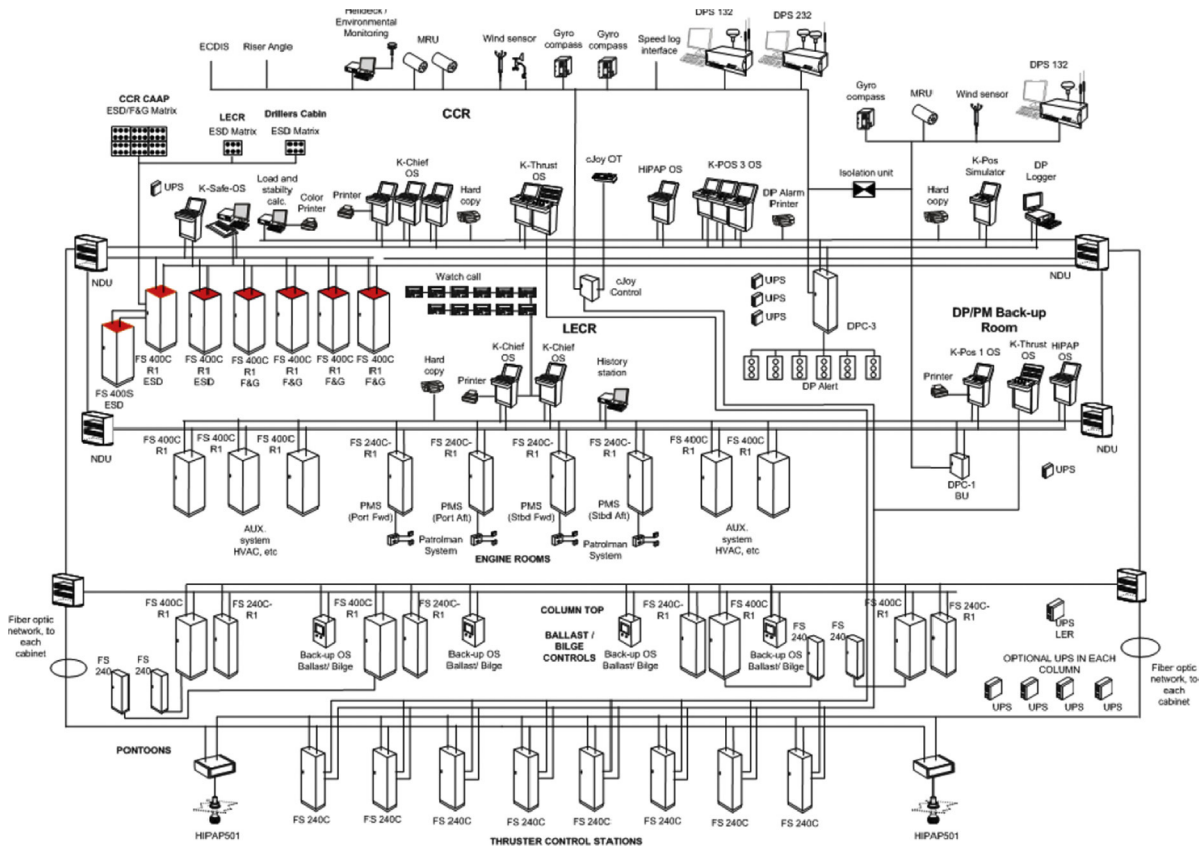 Helideck /
Environmental
Monitoring
ECDIS
Riser Angle
MRU
Wind sensor
Gyro
compass
Gyro
compass
Speed log
interface
DPS 132
DPS 232
DPS 132
Gyro
compass
MRU
Wind sensor
CCR CAAP
ESD/F&G Matrix
LECR
ESD Matrix
Drillers Cabin
ESD Matrix
CCR
UPS
K-Safe-OS
Load and
stabilty
calc.
Color
Printer
Printer
K-Chief
OS
Hard
copy
K-Thrust
OS
cJoy OT
HiPAP OS
K-POS 3 OS
DP Alarm
Printer
Isolation unit
Hard
copy
K-Pos
Simulator
DP
Logger
NDU
NDU
Watch call
cJoy
Control
UPS
UPS
UPS
DPC-3
DP Alert
FS 400C
R1
ESD
FS 400C
R1
ESD
FS 400C
R1
F&G
FS 400C
R1
F&G
FS 400C
R1
F&G
FS 400C
R1
F&G
FS 400S
ESD
LECR
Hard
copy
Printer
K-Chief
OS
K-Chief
OS
History
station
DP/PM Back-up
Room
Printer
K-Pos 1 OS
K-Thrust
OS
HiPAP
OS
NDU
NDU
FS 400C
R1
FS 400C
R1
FS 400C
R1
FS 240C-
R1
FS 240C-
R1
FS 240C-
R1
FS 240C-
R1
FS 400C
R1
FS 400C
R1
DPC-1
BU
UPS
AUX.
system
HVAC, etc
PMS
(Port Fwd)
PMS
(Port Aft)
PMS
(Stbd Fwd)
PMS
(Stbd Aft)
AUX.
system
HVAC, etc
Patrolman
System
Patrolman
System
ENGINE ROOMS
FS 400C
R1
FS 240C-
R1
FS 400C
R1
FS 240C-
R1
COLUMN TOP
BALLAST /
BILGE
CONTROLS
FS 240C-
R1
FS 400C
R1
FS 400C
R1
FS 240C-
R1
Back-up OS
Ballast/ Bilge
Back-up OS
Ballast/ Bilge
Back-up OS
Ballast/ Bilge
Back-up OS
Ballast/ Bilge
FS
240
FS
240
FS
240
FS
240
Fiber optic
network, to
each
cabinet
UPS
LER
OPTIONAL UPS IN EACH
COLUMN
UPS
UPS
UPS
UPS
Fiber optic
network, to
each
cabinet
PONTOONS
HIPAP501
FS 240C
FS 240C
FS 240C
FS 240C
FS 240C
FS 240C
FS 240C
FS 240C
HIPAP501
THRUSTER CONTROL STATIONS